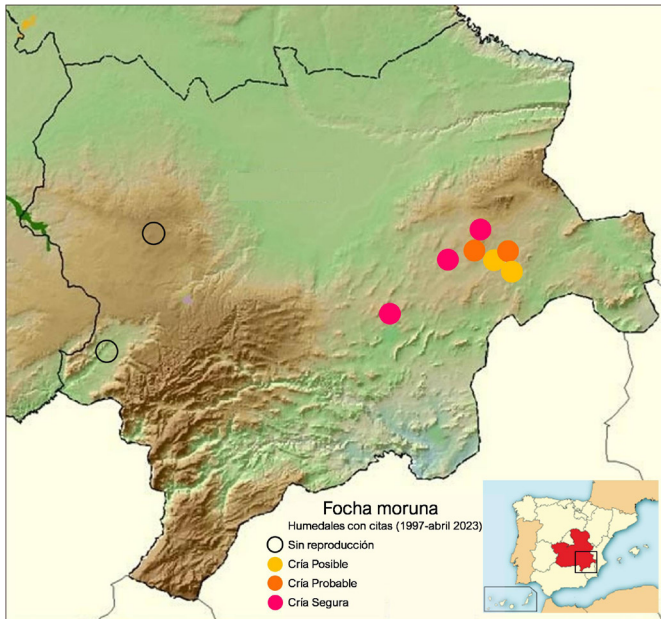 Focha moruna
Humedales con citas (1997-abril 2023)
Sin reproducción
Cría Posible
Cría Probable
Cría Segura